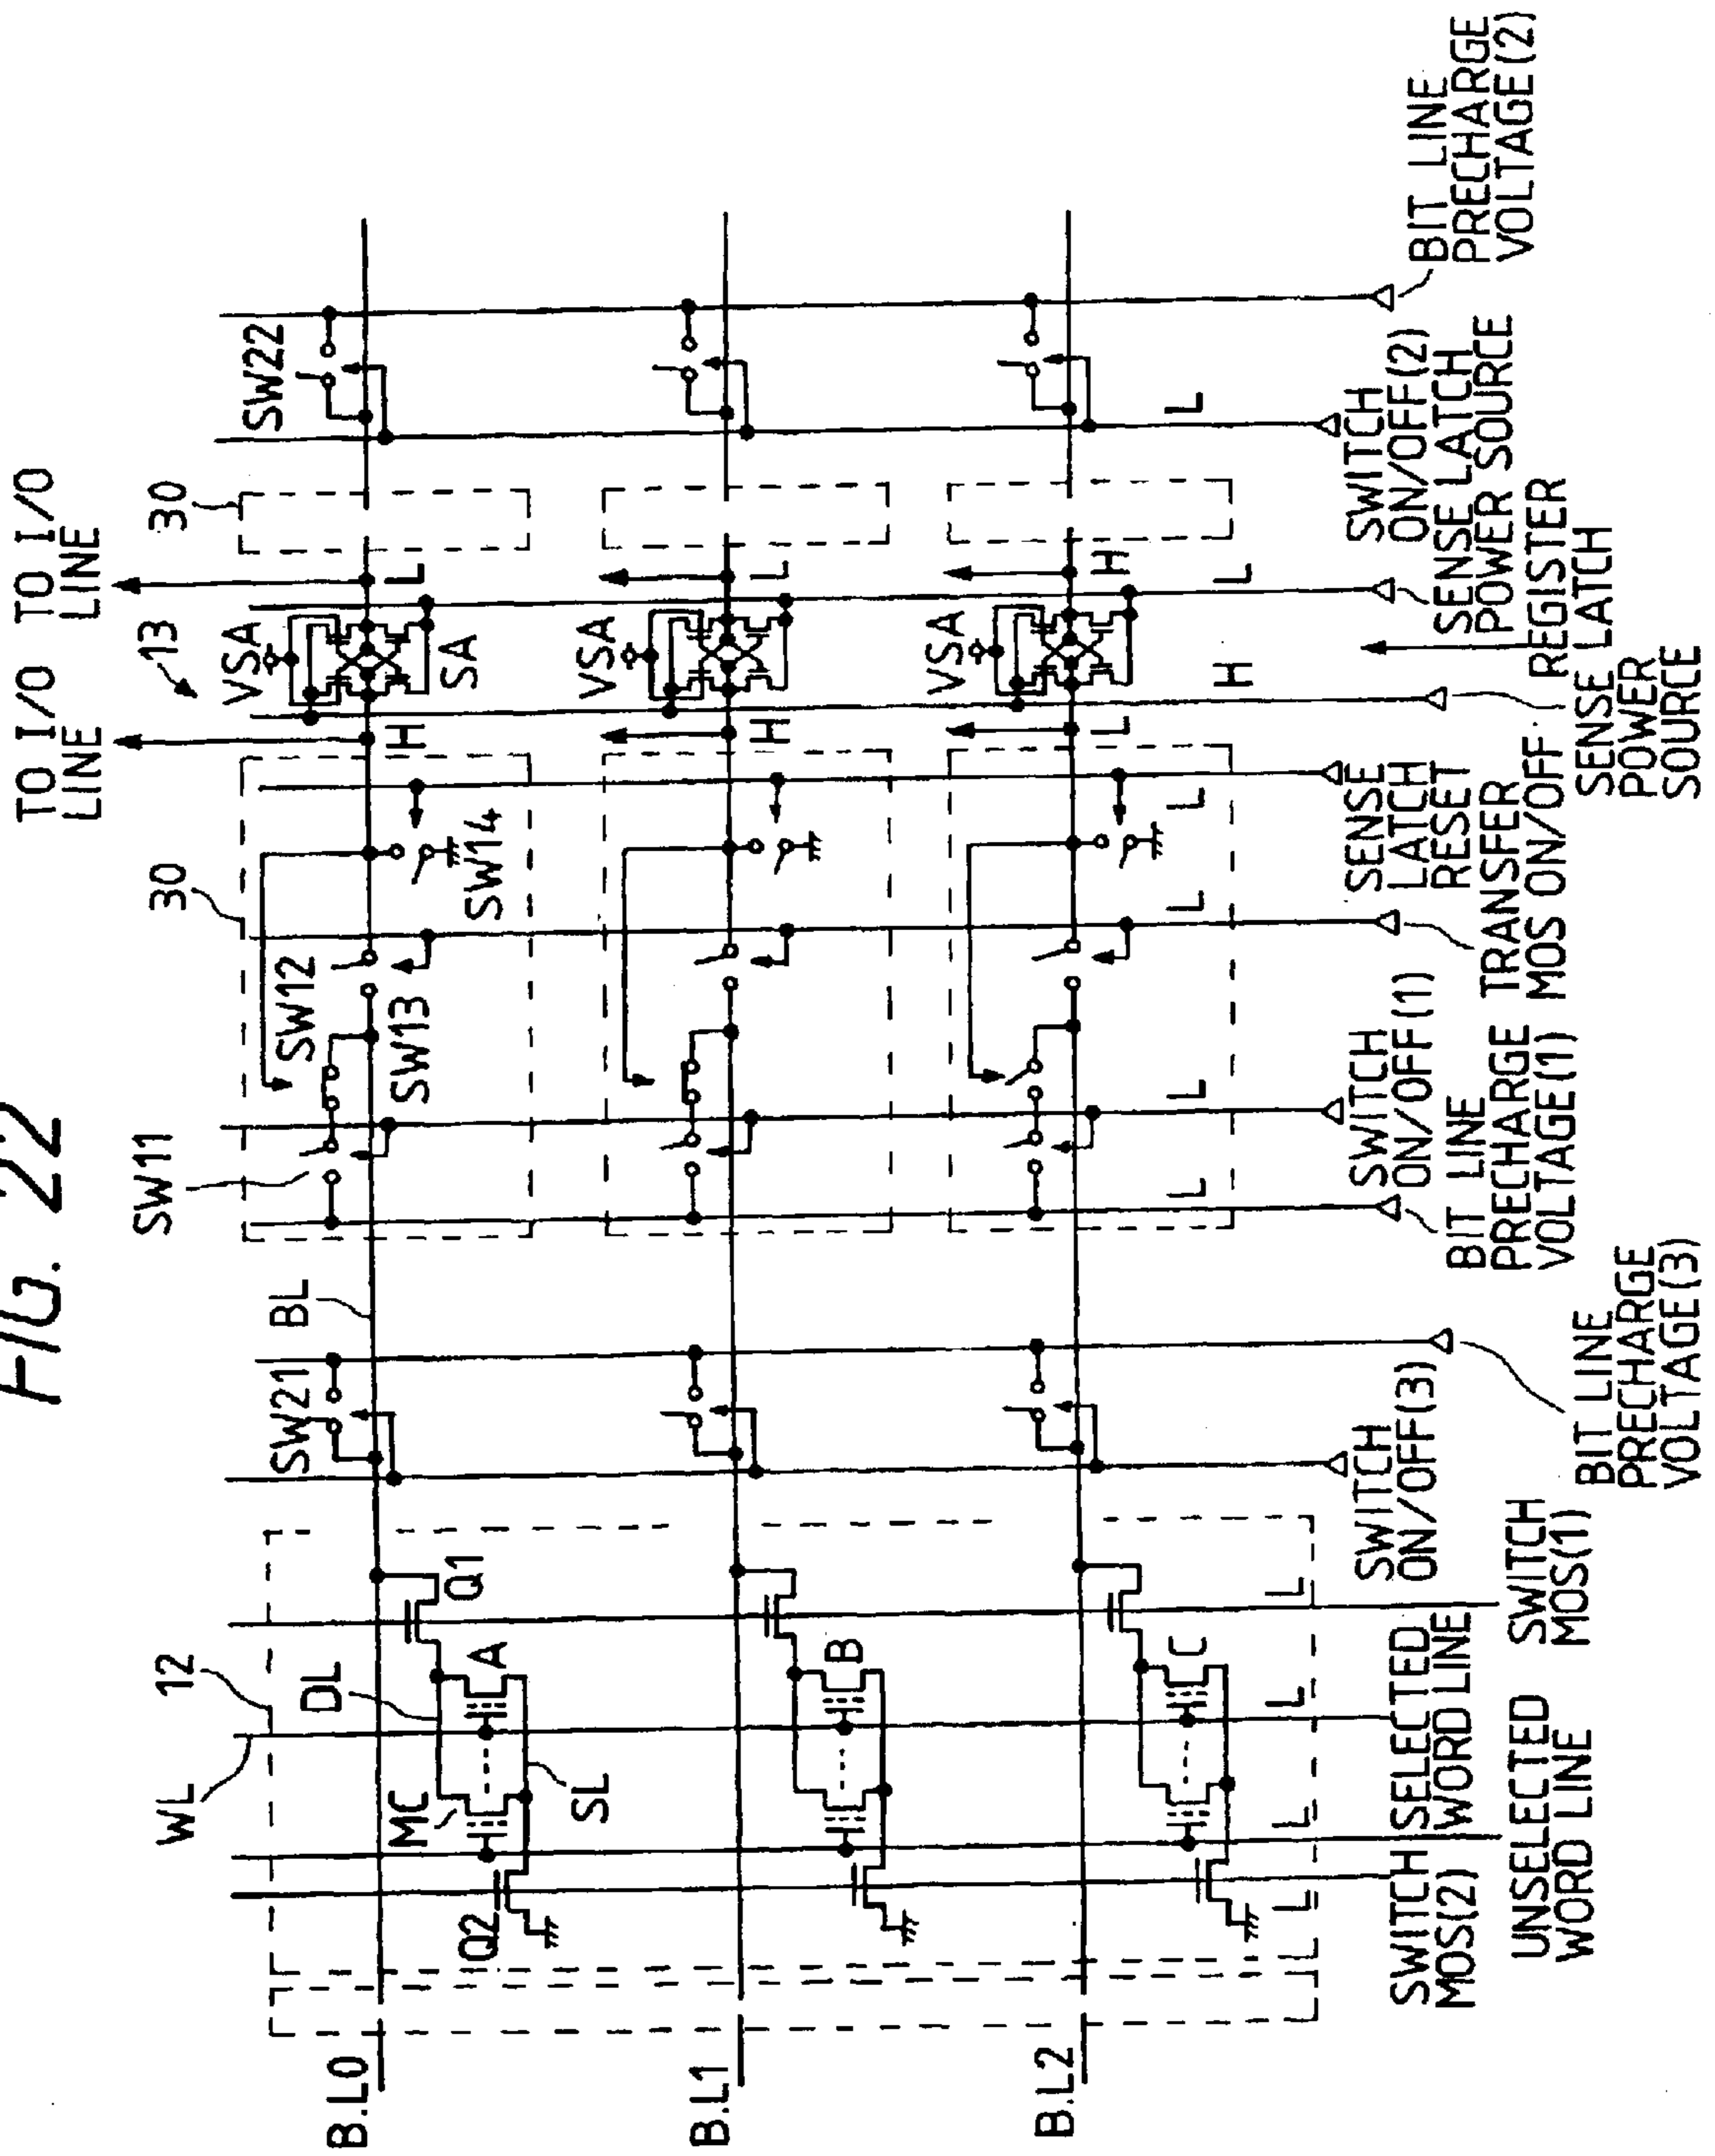 FIG. 22
TO I/O
LINE
TO I/O
LINE
13
WL
12
SW11
30
30
DL
SW21
BL
SW12
VSA
SW22
B.L0
MC
A
Q1
SW13
SW14
H
L
SA
Q2
SL
B.L1
B
VSA
H
L
B.L2
C
VSA
L
H
L
L
L
L
L
L
L
L
H
L
L
SWITCH
MOS(2)
UNSELECTED
WORD LINE
SELECTED
WORD LINE
SWITCH
MOS(1)
SWITCH
ON/OFF(3)
BIT LINE
PRECHARGE
VOLTAGE(3)
BIT LINE
PRECHARGE
VOLTAGE(1)
SWITCH
ON/OFF(1)
TRANSFER
MOS ON/OFF
SENSE
LATCH
RESET
SENSE LATCH
POWER
SOURCE
REGISTER
SENSE LATCH
POWER SOURCE
SWITCH
ON/OFF(2)
BIT LINE
PRECHARGE
VOLTAGE(2)